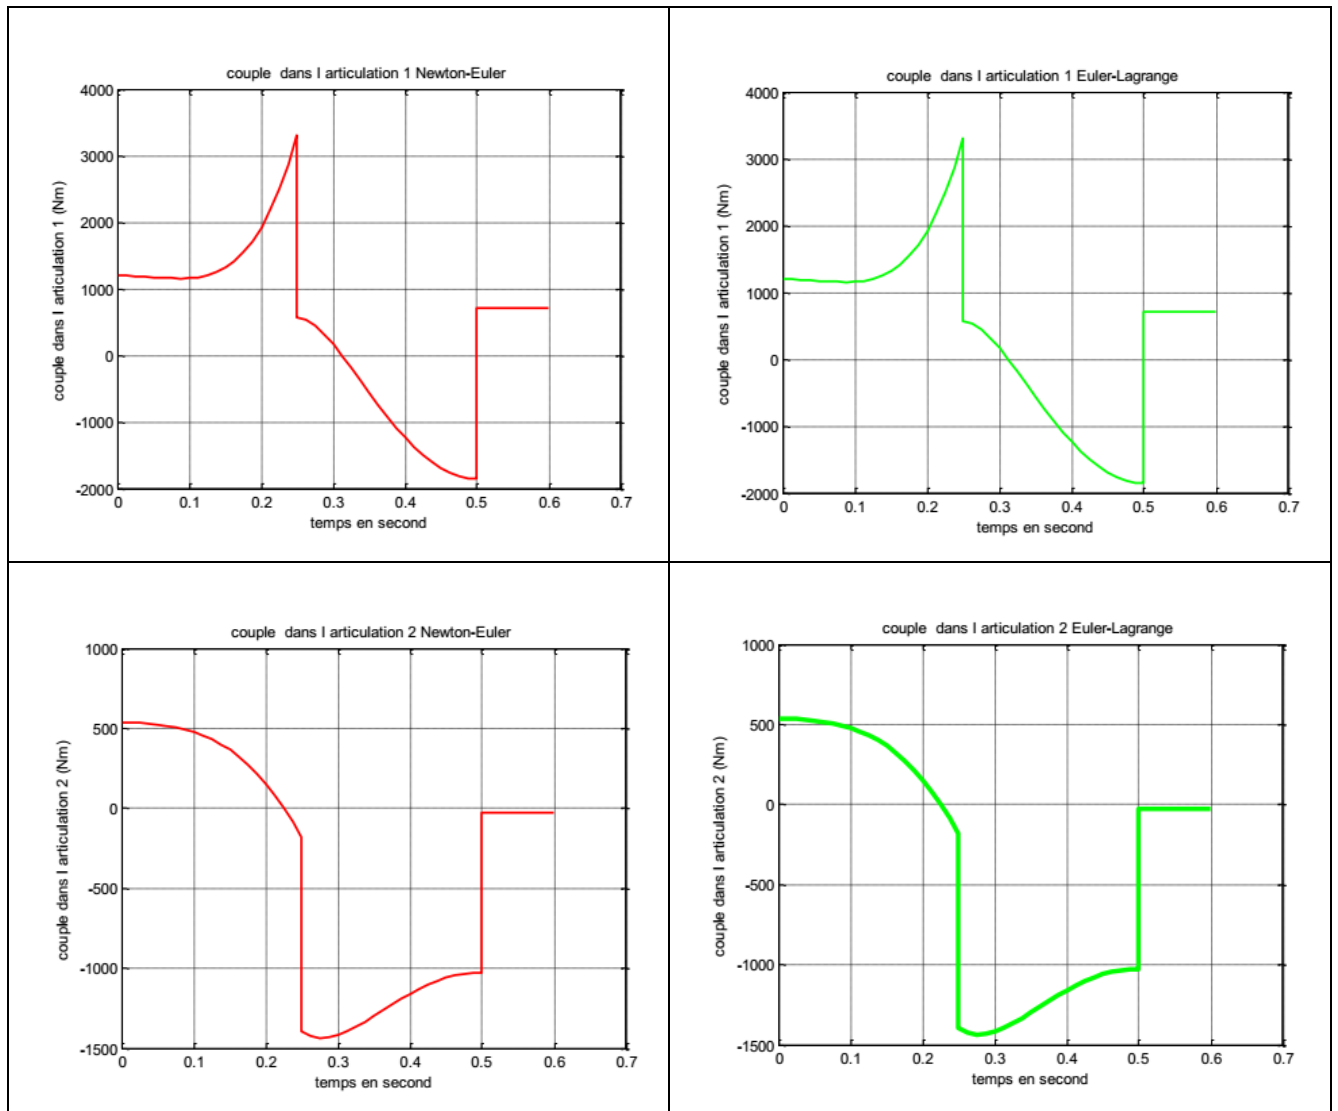 couple dans l articulation 1 Newton-Euler
4000
3000
2000
1000
0
-1000
-2000
couple dans l articulation 1 (Nm)
0 0.1 0.2 0.3 0.4 0.5 0.6 0.7
temps en second
couple dans l articulation 1 Euler-Lagrange
4000
3000
2000
1000
0
-1000
-2000
couple dans l articulation 1 (Nm)
0 0.1 0.2 0.3 0.4 0.5 0.6 0.7
temps en second
couple dans l articulation 2 Newton-Euler
1000
500
0
-500
-1000
-1500
couple dans l articulation 2 (Nm)
0 0.1 0.2 0.3 0.4 0.5 0.6 0.7
temps en second
couple dans l articulation 2 Euler-Lagrange
1000
500
0
-500
-1000
-1500
couple dans l articulation 2 (Nm)
0 0.1 0.2 0.3 0.4 0.5 0.6 0.7
temps en second